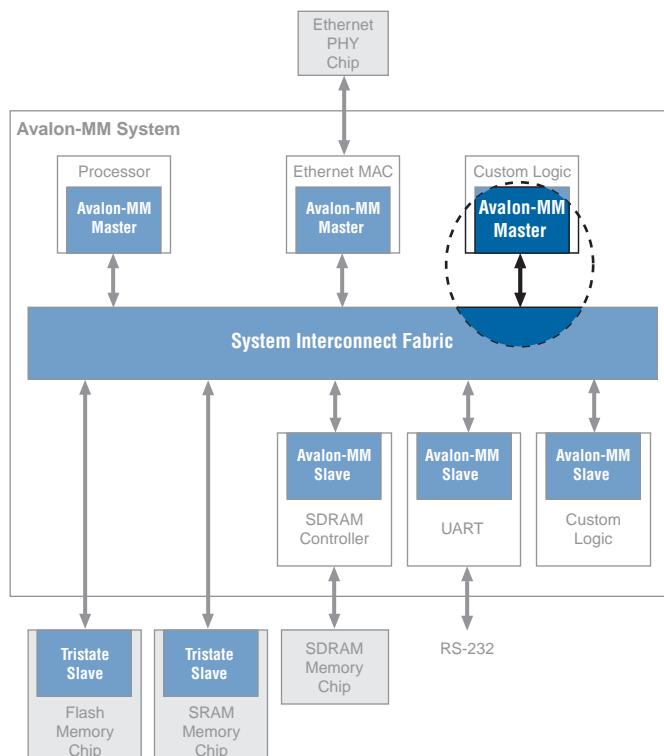 Ethernet
PHY
Chip
Avalon-MM System
Processor
Avalon-MM
Master
Ethernet MAC
Avalon-MM
Master
Custom Logic
Avalon-MM
Master
System Interconnect Fabric
Avalon-MM
Slave
SDRAM
Controller
Avalon-MM
Slave
UART
Avalon-MM
Slave
Custom
Logic
Tristate
Slave
Flash
Memory
Chip
Tristate
Slave
SRAM
Memory
Chip
SDRAM
Memory
Chip
RS-232